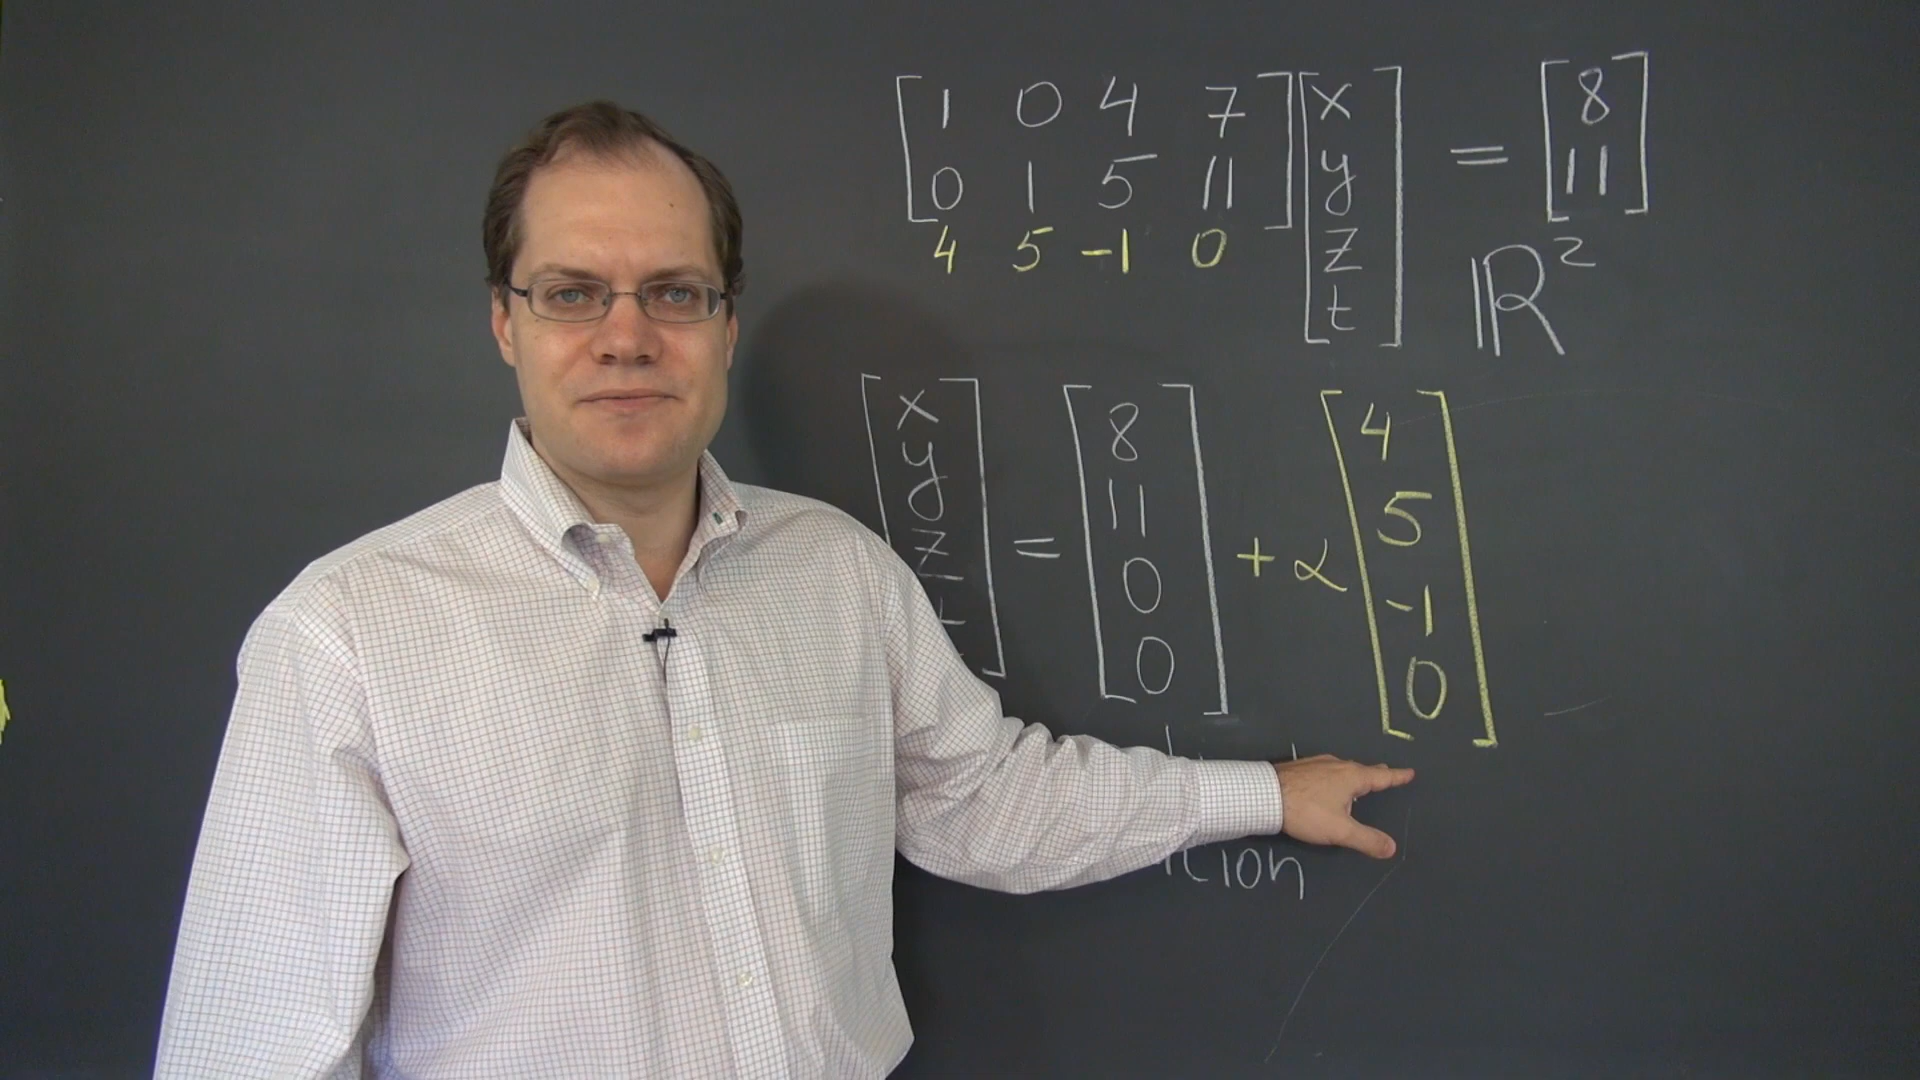 [1 0 4 7] [x] = [8]
[0 1 5 11] [y] [11]
4 5 -1 0 [z] ℝ²
[t]
[x] [8] [4]
[y] [11] [5]
[z] = [0] + α [-1]
[0] [0]